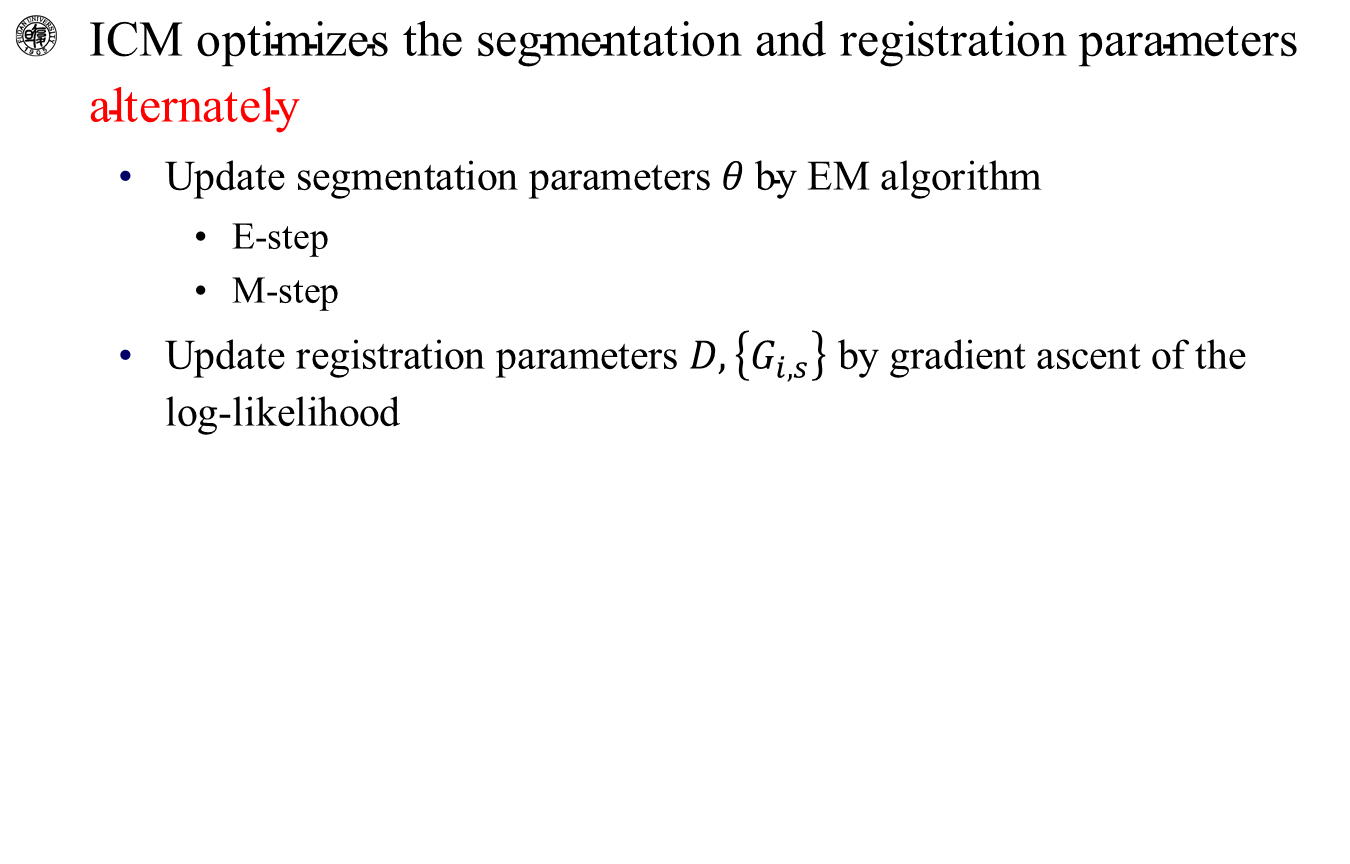 ICM optimizes the segmentation and registration parameters
alternately
• Update segmentation parameters θ by EM algorithm
• E-step
• M-step
• Update registration parameters D, {G_{i,s}} by gradient ascent of the
log-likelihood